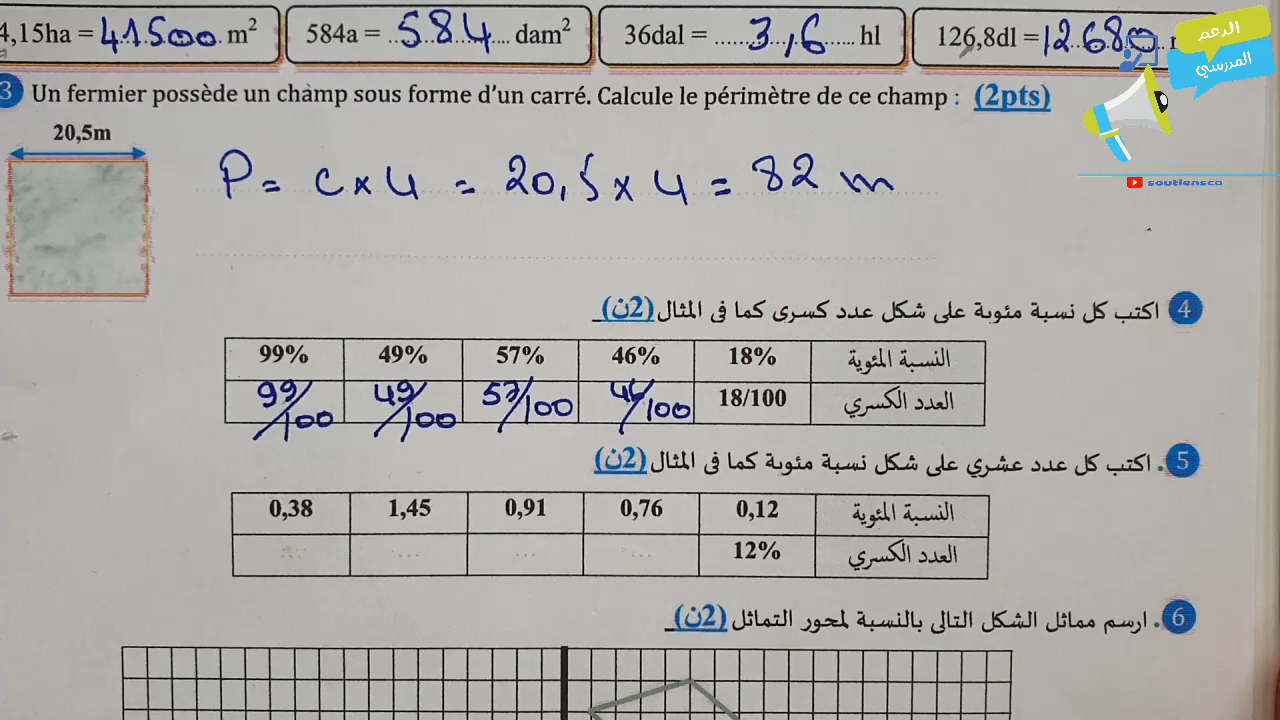 4,15ha = 41500 m²
584a = ...584... dam²
36dal = ......3,6..... hl
126,8dl = 12680
الدعم
المدرسي
soutiensco
3 Un fermier possède un champ sous forme d'un carré. Calcule le périmètre de ce champ : (2pts)
20,5m
P = C x 4 = 20,5 x 4 = 82 m
4 اكتب كل نسبة مئوية على شكل عدد كسري كما في المثال (2ن)
النسبة المئوية 18% 46% 57% 49% 99%
العدد الكسري 18/100 46/100 57/100 49/100 99/100
5. اكتب كل عدد عشري على شكل نسبة مئوية كما في المثال (2ن)
النسبة المئوية 0,12 0,76 0,91 1,45 0,38
العدد الكسري 12% ... ... ... ...
6. ارسم مماثل الشكل التالي بالنسبة لمحور التماثل (2ن)